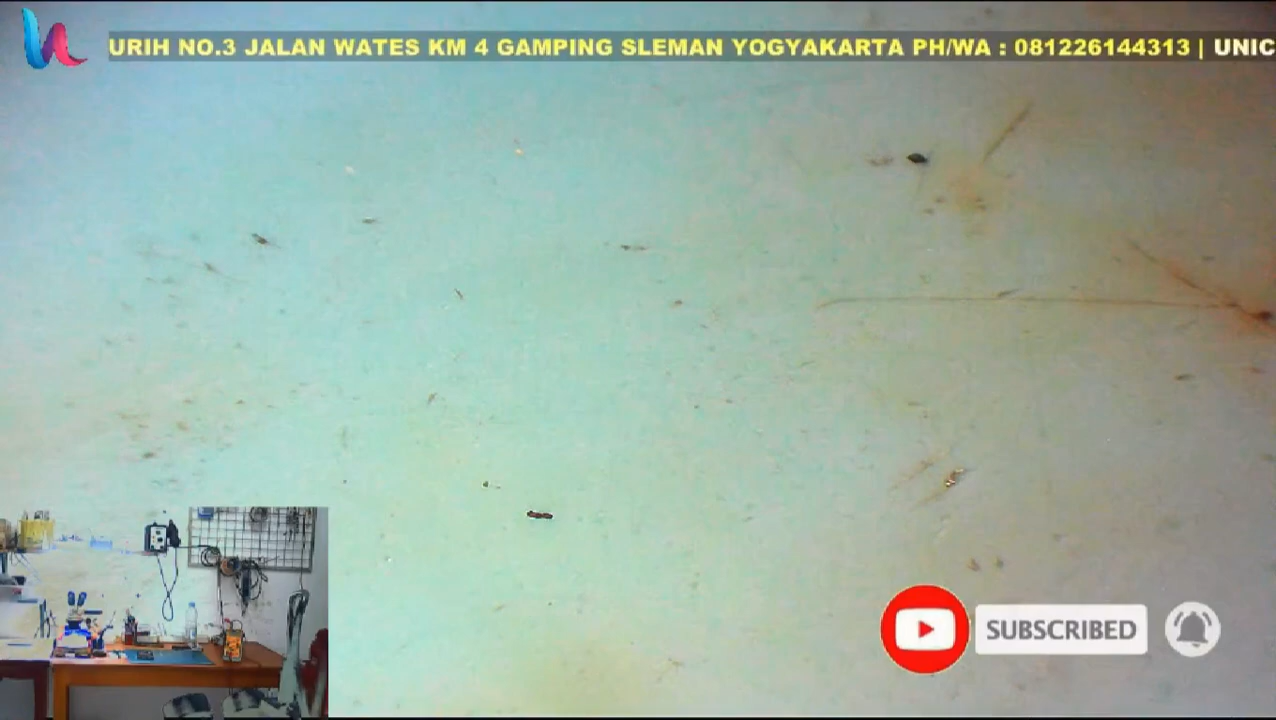 URIH NO.3 JALAN WATES KM 4 GAMPING SLEMAN YOGYAKARTA PH/WA : 081226144313 | UNIC
SUBSCRIBED